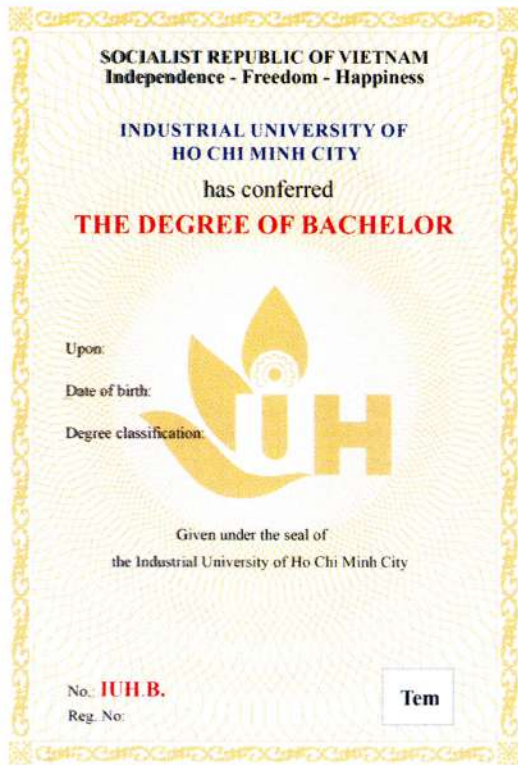 SOCIALIST REPUBLIC OF VIETNAM
Independence - Freedom - Happiness
INDUSTRIAL UNIVERSITY OF
HO CHI MINH CITY
has conferred
THE DEGREE OF BACHELOR
Upon:
Date of birth:
Degree classification:
IUH
Given under the seal of
the Industrial University of Ho Chi Minh City
No.: IUH.B.
Reg. No:
Tem